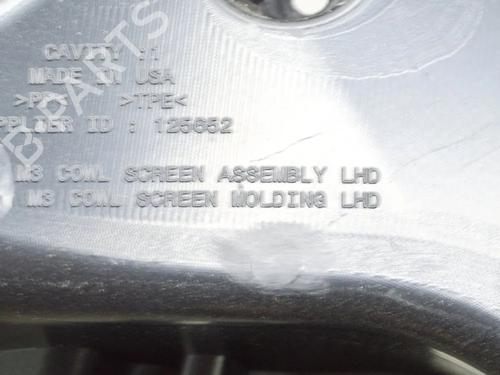 CAVITY :1
MADE IN USA
>PP< >TPE<
PPLIER ID : 125652
M3 COWL SCREEN ASSEMBLY LHD
M3 COWL SCREEN MOLDING LHD
B PARTS